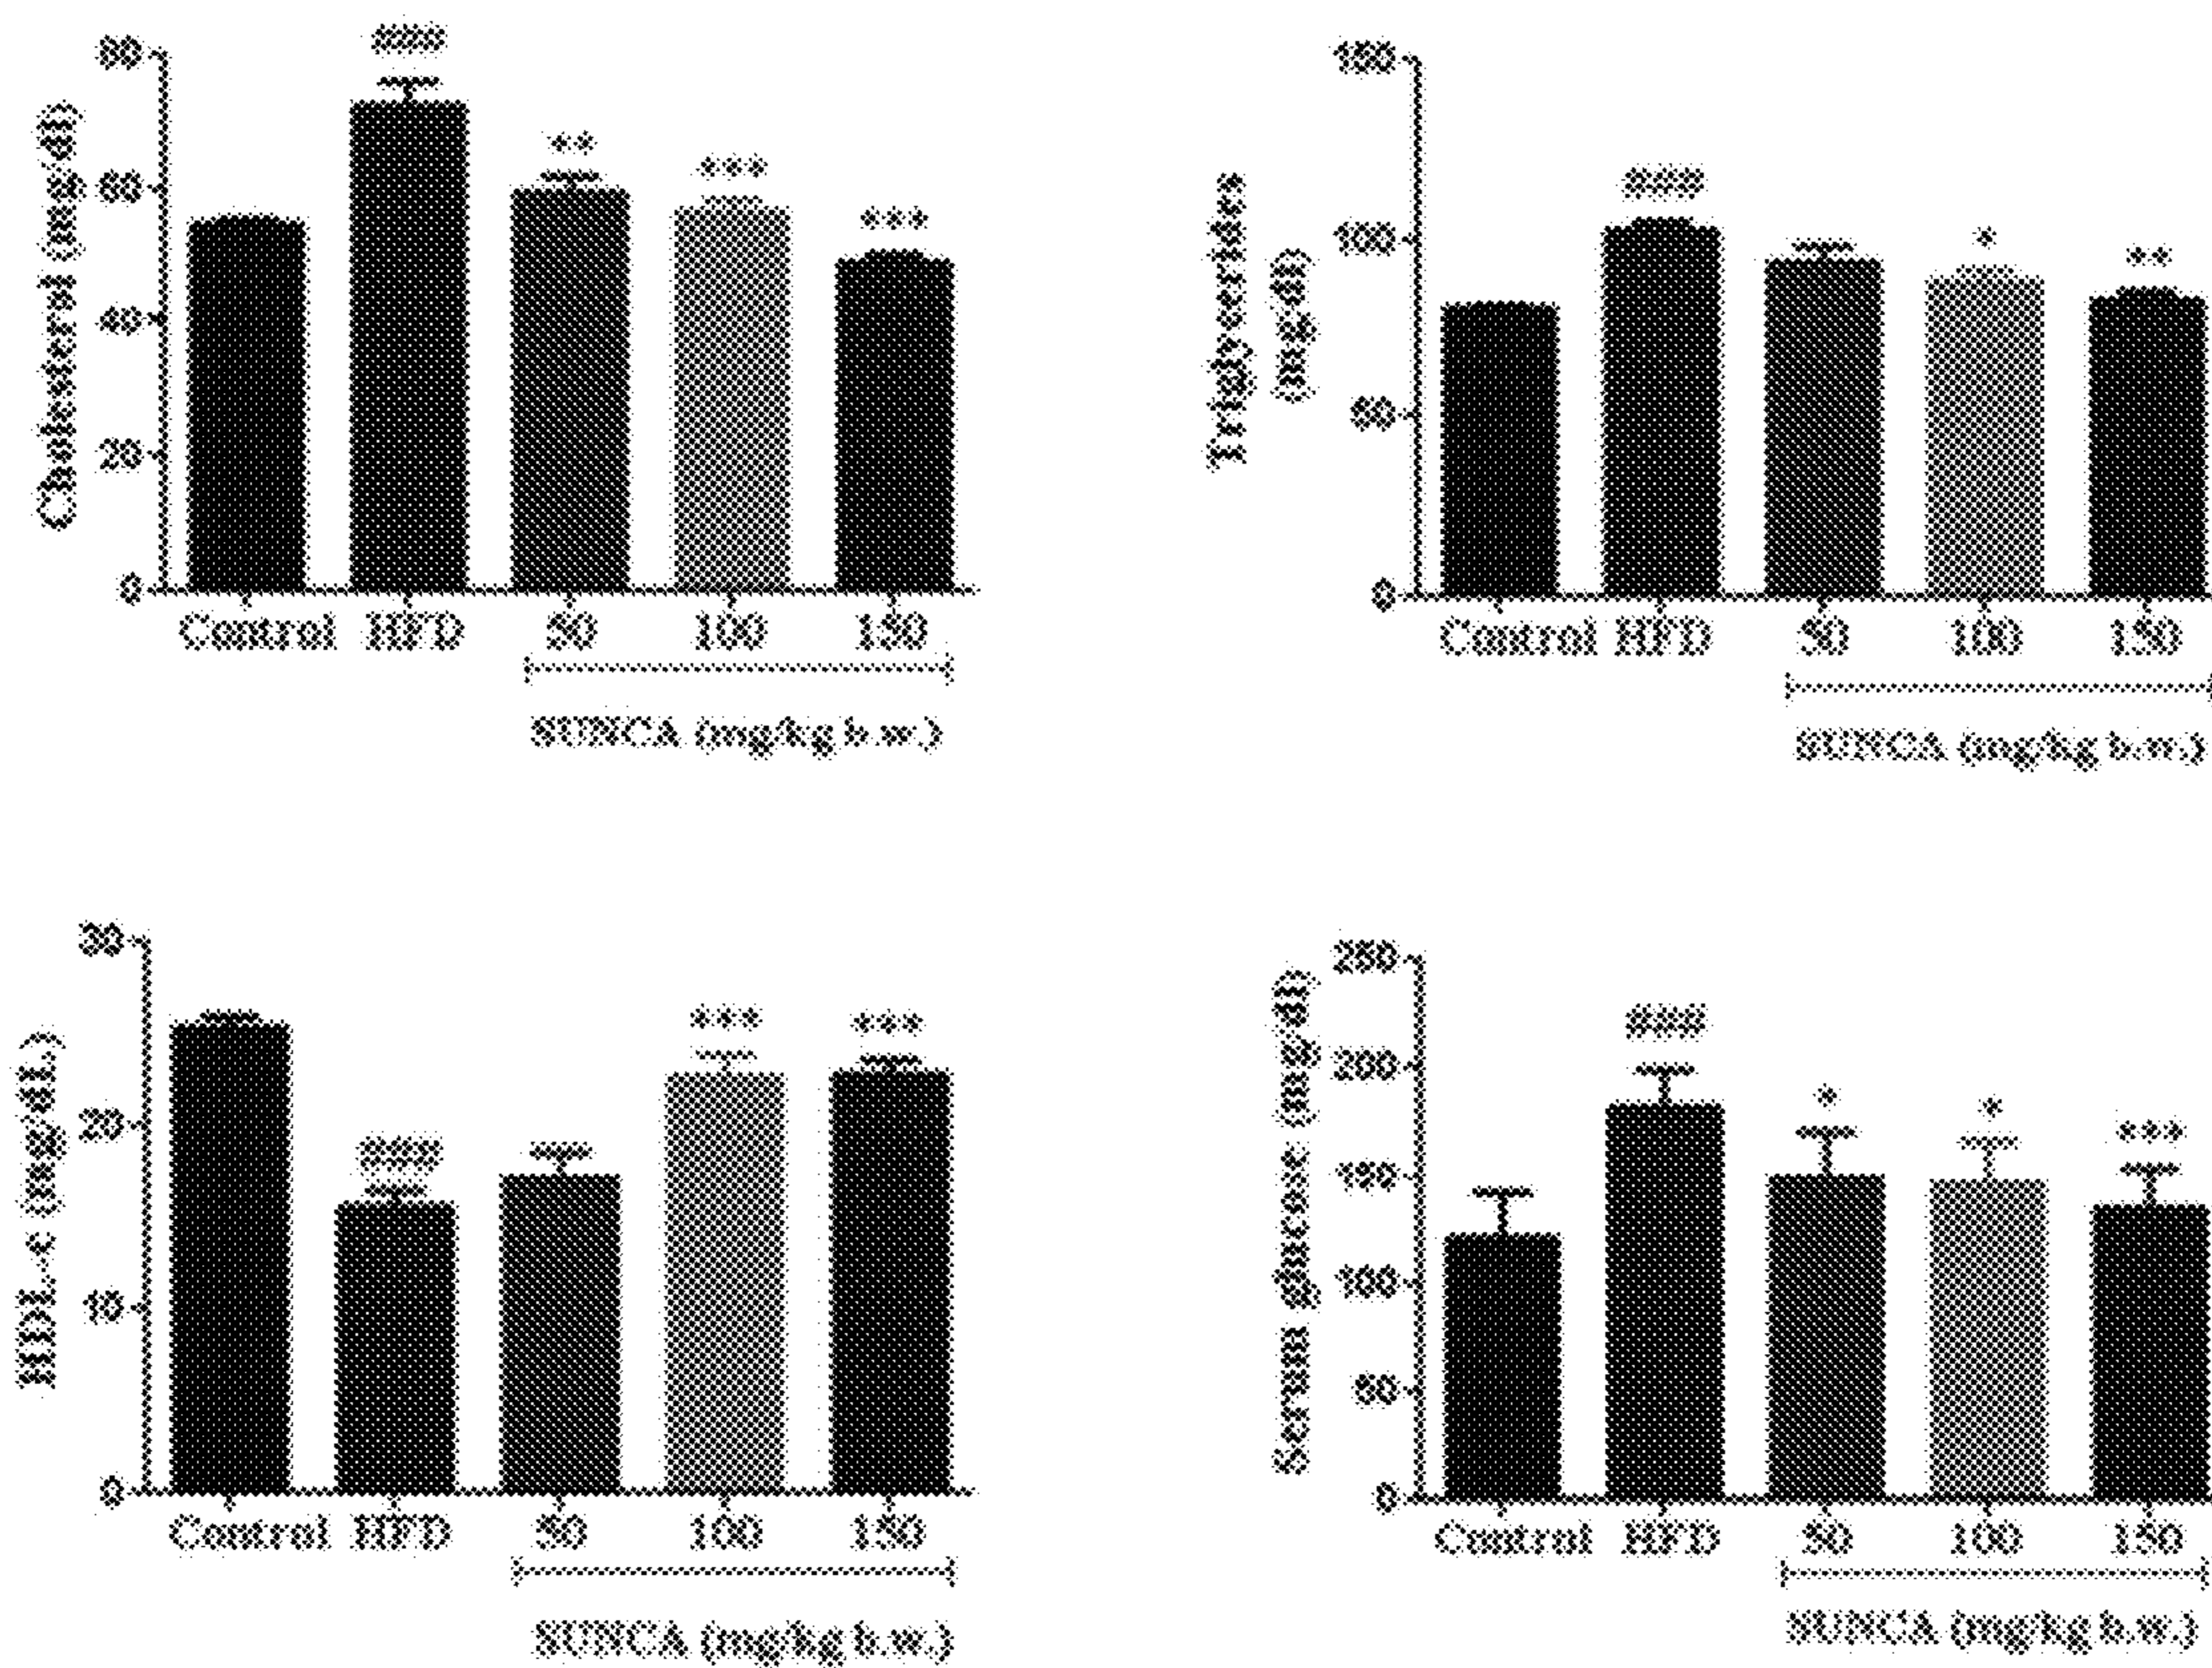 Cholesterol (mg/dl)
80
60
40
20
0
###
**
***
***
Control HFD 50 100 150
SUNCA (mg/kg b.w.)
Triglycerides
(mg/dl)
150
100
50
0
###
*
**
Control HFD 50 100 150
SUNCA (mg/kg b.w.)
HDL-c (mg/dL)
30
20
10
0
###
***
***
Control HFD 50 100 150
SUNCA (mg/kg b.w.)
Serum glucose (mg/dl)
250
200
150
100
50
0
###
*
*
***
Control HFD 50 100 150
SUNCA (mg/kg b.w.)